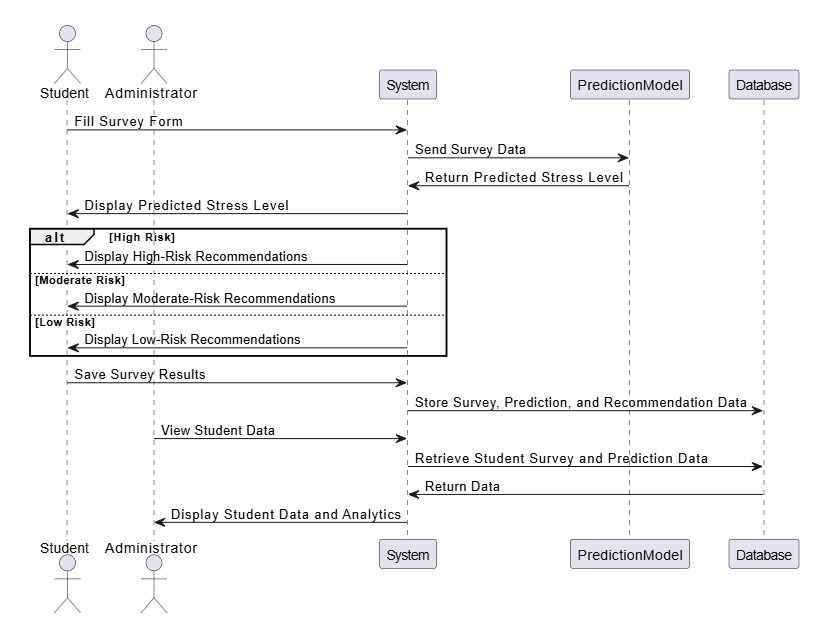 Student
Administrator
System
PredictionModel
Database
Fill Survey Form
Send Survey Data
Return Predicted Stress Level
Display Predicted Stress Level
alt [High Risk]
Display High-Risk Recommendations
[Moderate Risk]
Display Moderate-Risk Recommendations
[Low Risk]
Display Low-Risk Recommendations
Save Survey Results
Store Survey, Prediction, and Recommendation Data
View Student Data
Retrieve Student Survey and Prediction Data
Return Data
Display Student Data and Analytics
Student
Administrator
System
PredictionModel
Database